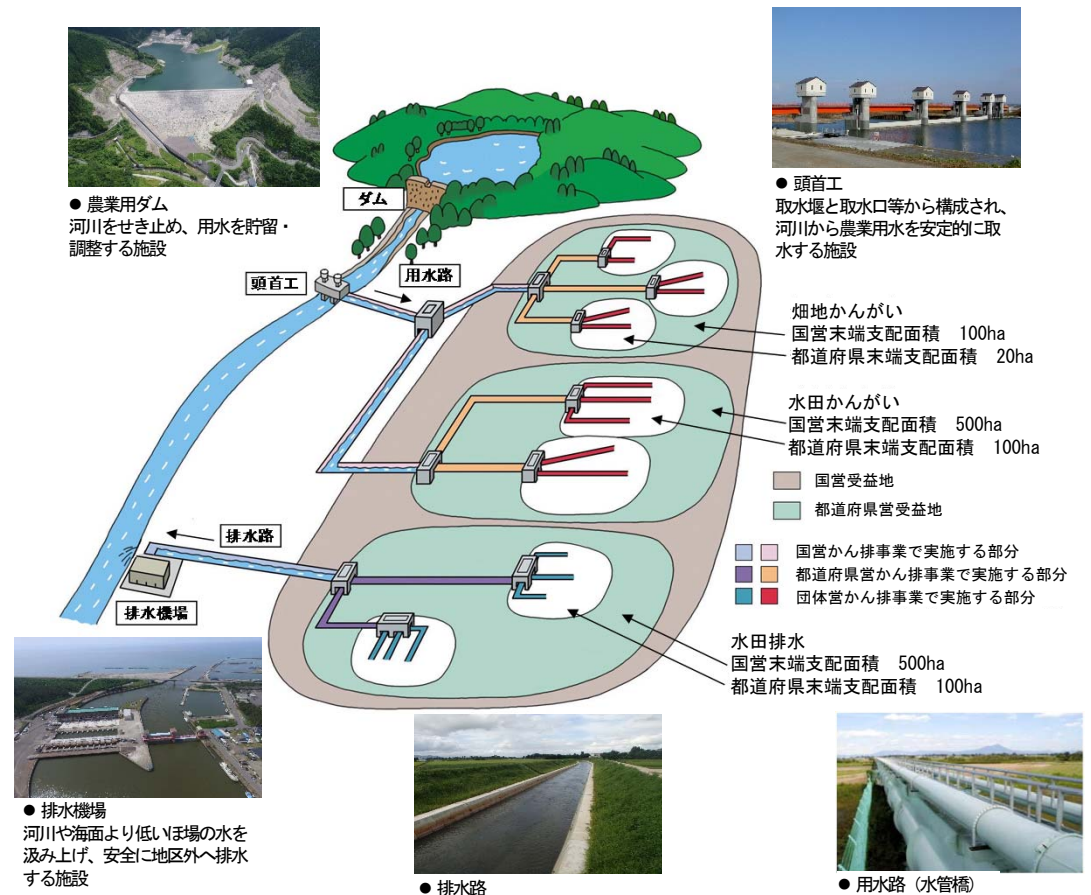 ● 農業用ダム
河川をせき止め、用水を貯留・
調整する施設
● 頭首工
取水堰と取水口等から構成され、
河川から農業用水を安定的に取
水する施設
ダム
頭首工
用水路
畑地かんがい
国営末端支配面積 100ha
都道府県末端支配面積 20ha
水田かんがい
国営末端支配面積 500ha
都道府県末端支配面積 100ha
国営受益地
都道府県営受益地
国営かん排事業で実施する部分
都道府県営かん排事業で実施する部分
団体営かん排事業で実施する部分
排水路
排水機場
水田排水
国営末端支配面積 500ha
都道府県末端支配面積 100ha
● 排水機場
河川や海面より低いほ場の水を
汲み上げ、安全に地区外へ排水
する施設
● 排水路
● 用水路（水管橋）